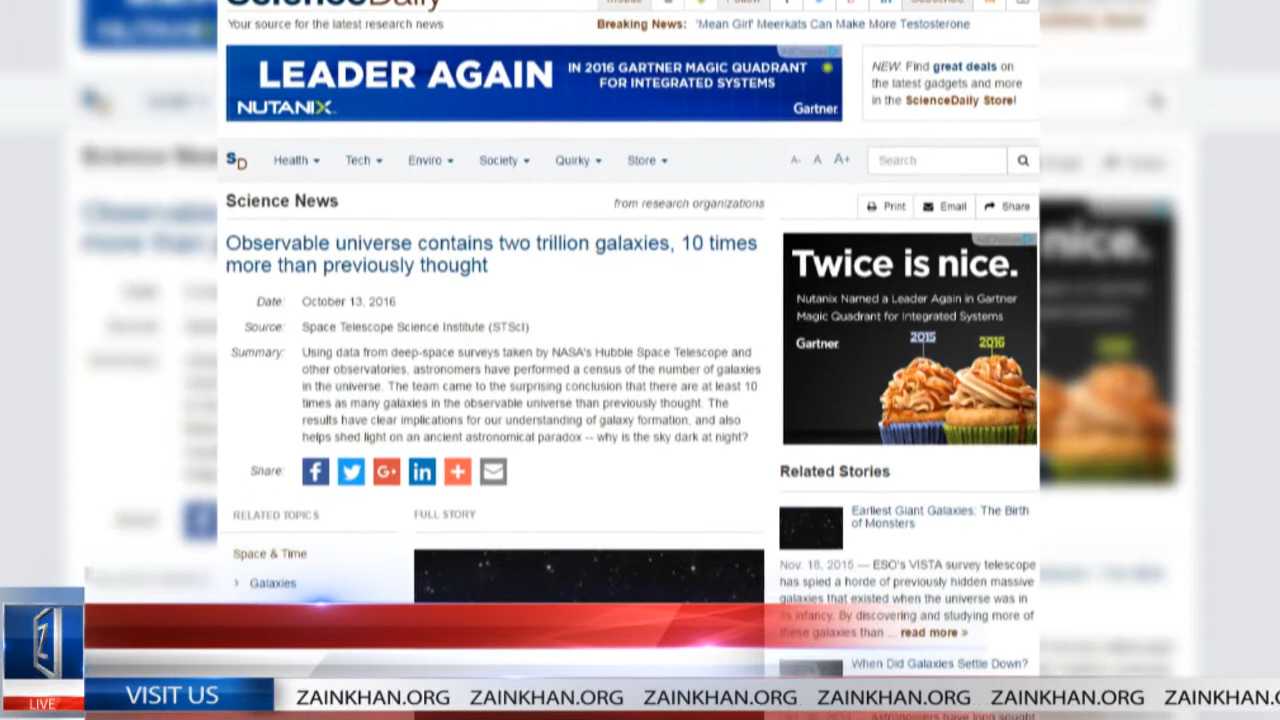 ScienceDaily
Your source for the latest research news
Breaking News: 'Mean Girl' Meerkats Can Make More Testosterone
LEADER AGAIN
IN 2016 GARTNER MAGIC QUADRANT
FOR INTEGRATED SYSTEMS
NUTANIX
Gartner
NEW: Find great deals on
the latest gadgets and more
in the ScienceDaily Store!
SD
Health
Tech
Enviro
Society
Quirky
Store
A- A A+
Search
Science News
from research organizations
Print
Email
Share
Observable universe contains two trillion galaxies, 10 times
more than previously thought
Date: October 13, 2016
Source: Space Telescope Science Institute (STScI)
Summary: Using data from deep-space surveys taken by NASA's Hubble Space Telescope and
other observatories, astronomers have performed a census of the number of galaxies
in the universe. The team came to the surprising conclusion that there are at least 10
times as many galaxies in the observable universe than previously thought. The
results have clear implications for our understanding of galaxy formation, and also
helps shed light on an ancient astronomical paradox -- why is the sky dark at night?
Share:
f
G+
in
RELATED TOPICS
Space & Time
Galaxies
FULL STORY
Twice is nice.
Nutanix Named a Leader Again in Gartner
Magic Quadrant for Integrated Systems
Gartner
2015
2016
Related Stories
Earliest Giant Galaxies: The Birth
of Monsters
Nov. 18, 2015 — ESO's VISTA survey telescope
has spied a horde of previously hidden massive
galaxies that existed when the universe was in
its infancy. By discovering and studying more of
these galaxies than ... read more »
When Did Galaxies Settle Down?
Astronomers have long sought
Z
LIVE
VISIT US
ZAINKHAN.ORG ZAINKHAN.ORG ZAINKHAN.ORG ZAINKHAN.ORG ZAINKHAN.ORG ZAINKHAN.O